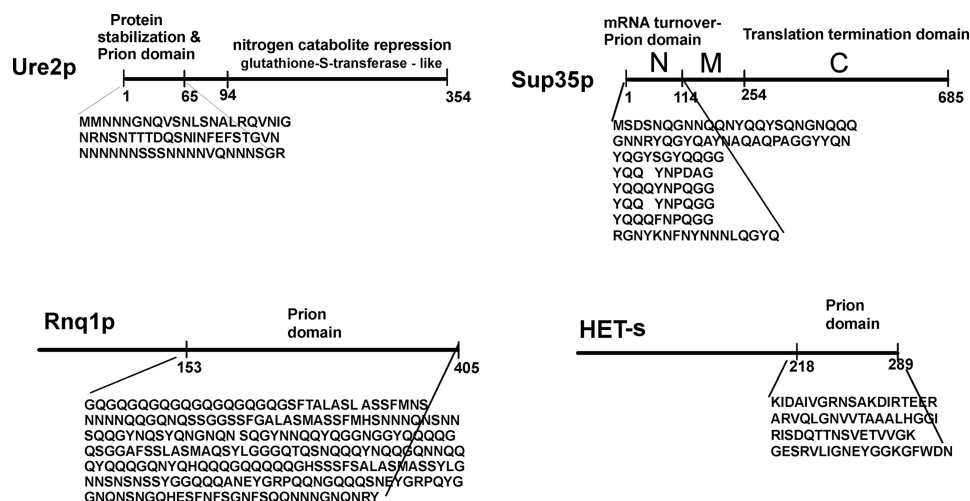 Protein
stabilization &
Prion domain
nitrogen catabolite repression
glutathione-S-transferase - like
Ure2p
1 65 94 354
MMNNNGNQVSNLSNALRQVNIG
NRNSNTTTDQSNINFEFSTGVN
NNNNNNSSSNNNNVQNNNSGR
mRNA turnover-
Prion domain
Translation termination domain
Sup35p
N M C
1 114 254 685
MSDSNQGNNQQNYQQYSQNGNQQQ
GNNRYQGYQAYNAQAQPAGGYYQN
YQGYSGYQQGG
YQQ YNPDAG
YQQQYNPQGG
YQQ YNPQGG
YQQQFNPQGG
RGNYKNFNYNNNLQGYQ
Rnq1p
Prion
domain
153 405
GQGQGQGQGQGQGQGQGQGSFTALASL ASSFMNS
NNNNQQGQNQSSGGSSFGALASMASSFMHSNNNQNSNN
SQQGYNQSYQNGNQN SQGYNNQQYQGGNGGYQQQQG
QSGGAFSSLASMAQSYLGGGQTQSNQQQYNQQGQNNQQ
QYQQQGQNYQHQQQGQQQQQGHSSSFSALASMASSYLG
NNSNSNSSYGGQQQANEYGRPQQNGQQQSNEYGRPQYG
GNQNSNGQHESFNFSGNFSQQNNNGNQNRY
HET-s
Prion
domain
218 289
KIDAIVGRNSAKDIRTEER
ARVQLGNVVTAAALHGGI
RISDQTTNSVETVVGK
GESRVLIGNEYGGKGFWDN